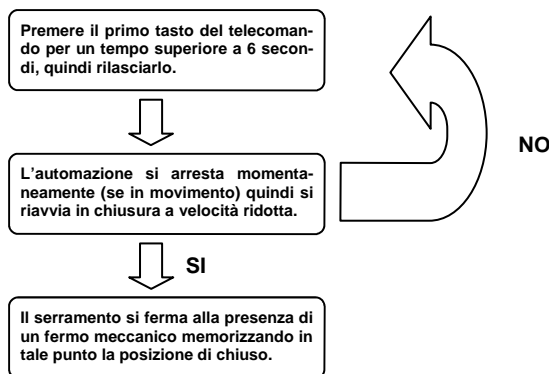 Premere il primo tasto del telecoman-
do per un tempo superiore a 6 secon-
di, quindi rilasciarlo.
NO
L'automazione si arresta momenta-
neamente (se in movimento) quindi si
riavvia in chiusura a velocità ridotta.
SI
Il serramento si ferma alla presenza di
un fermo meccanico memorizzando in
tale punto la posizione di chiuso.